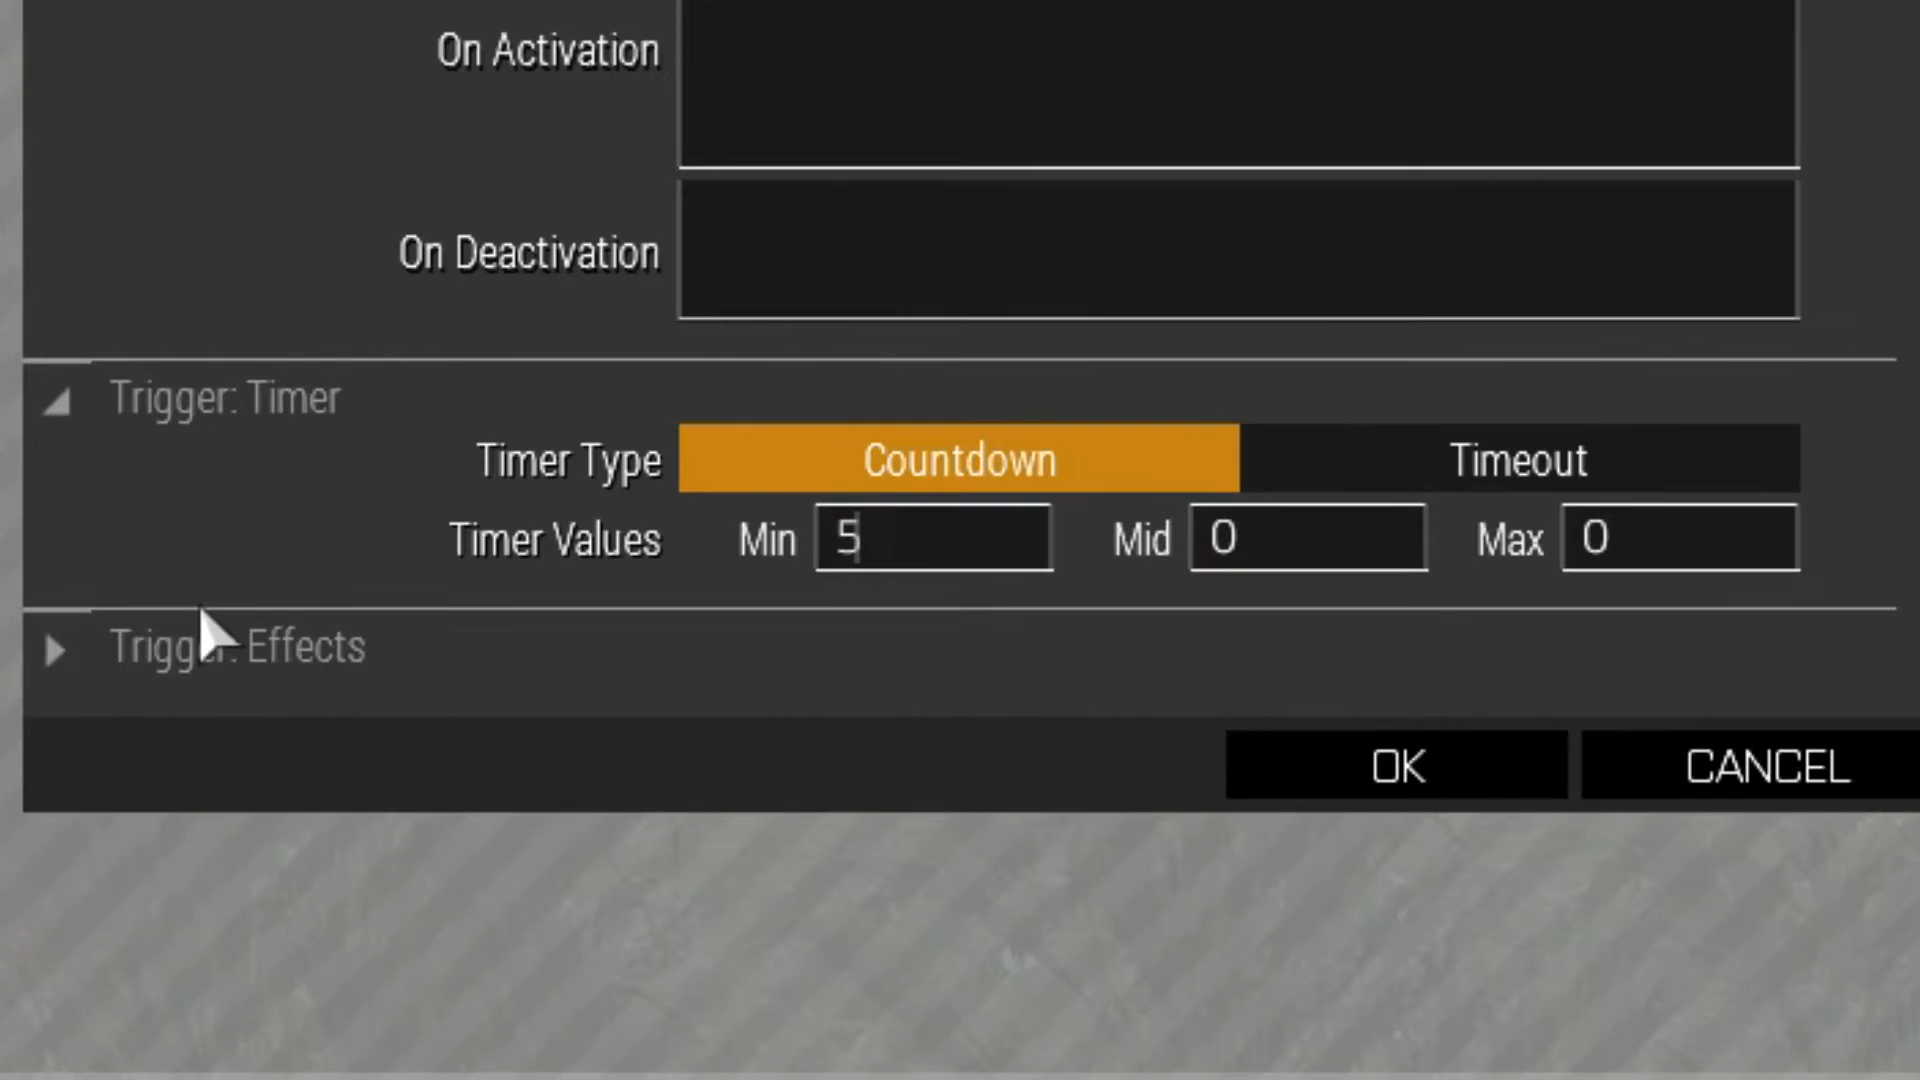 On Activation
On Deactivation
Trigger: Timer
Timer Type Countdown Timeout
Timer Values Min 5 Mid 0 Max 0
Trigger: Effects
OK CANCEL